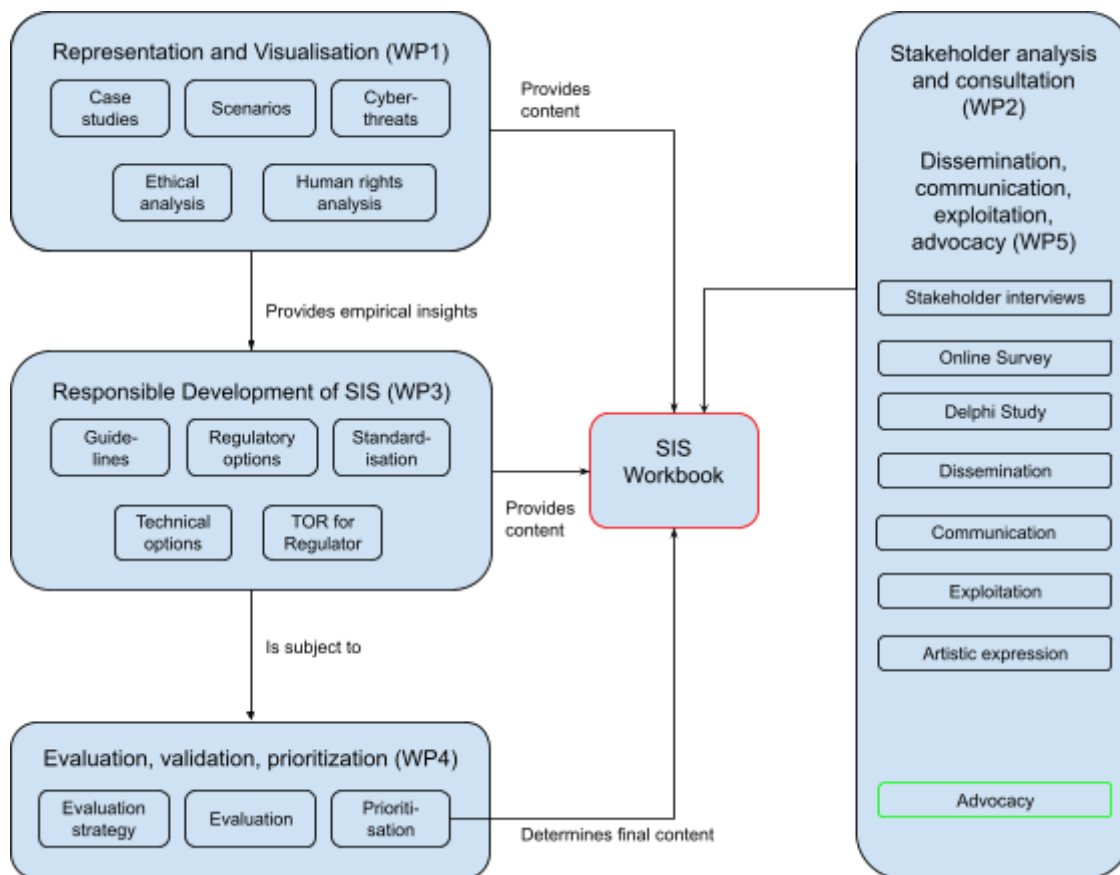 Representation and Visualisation (WP1)
Case
studies
Scenarios
Cyber-
threats
Ethical
analysis
Human rights
analysis
Provides
content
Provides empirical insights
Responsible Development of SIS (WP3)
Guide-
lines
Regulatory
options
Standard-
isation
Technical
options
TOR for
Regulator
Provides
content
SIS
Workbook
Is subject to
Evaluation, validation, prioritization (WP4)
Evaluation
strategy
Evaluation
Prioriti-
sation
Determines final content
Stakeholder analysis
and consultation
(WP2)
Dissemination,
communication,
exploitation,
advocacy (WP5)
Stakeholder interviews
Online Survey
Delphi Study
Dissemination
Communication
Exploitation
Artistic expression
Advocacy